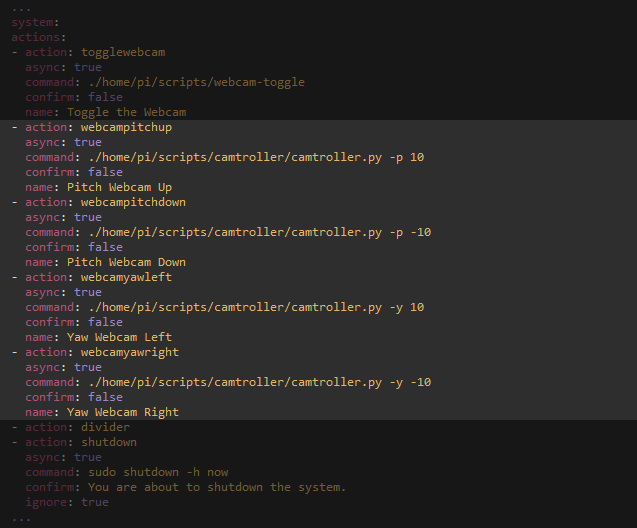 ...
system:
actions:
- action: togglewebcam
  async: true
  command: ./home/pi/scripts/webcam-toggle
  confirm: false
  name: Toggle the Webcam
- action: webcampitchup
  async: true
  command: ./home/pi/scripts/camtroller/camtroller.py -p 10
  confirm: false
  name: Pitch Webcam Up
- action: webcampitchdown
  async: true
  command: ./home/pi/scripts/camtroller/camtroller.py -p -10
  confirm: false
  name: Pitch Webcam Down
- action: webcamyawleft
  async: true
  command: ./home/pi/scripts/camtroller/camtroller.py -y 10
  confirm: false
  name: Yaw Webcam Left
- action: webcamyawright
  async: true
  command: ./home/pi/scripts/camtroller/camtroller.py -y -10
  confirm: false
  name: Yaw Webcam Right
- action: divider
- action: shutdown
  async: true
  command: sudo shutdown -h now
  confirm: You are about to shutdown the system.
  ignore: true
...